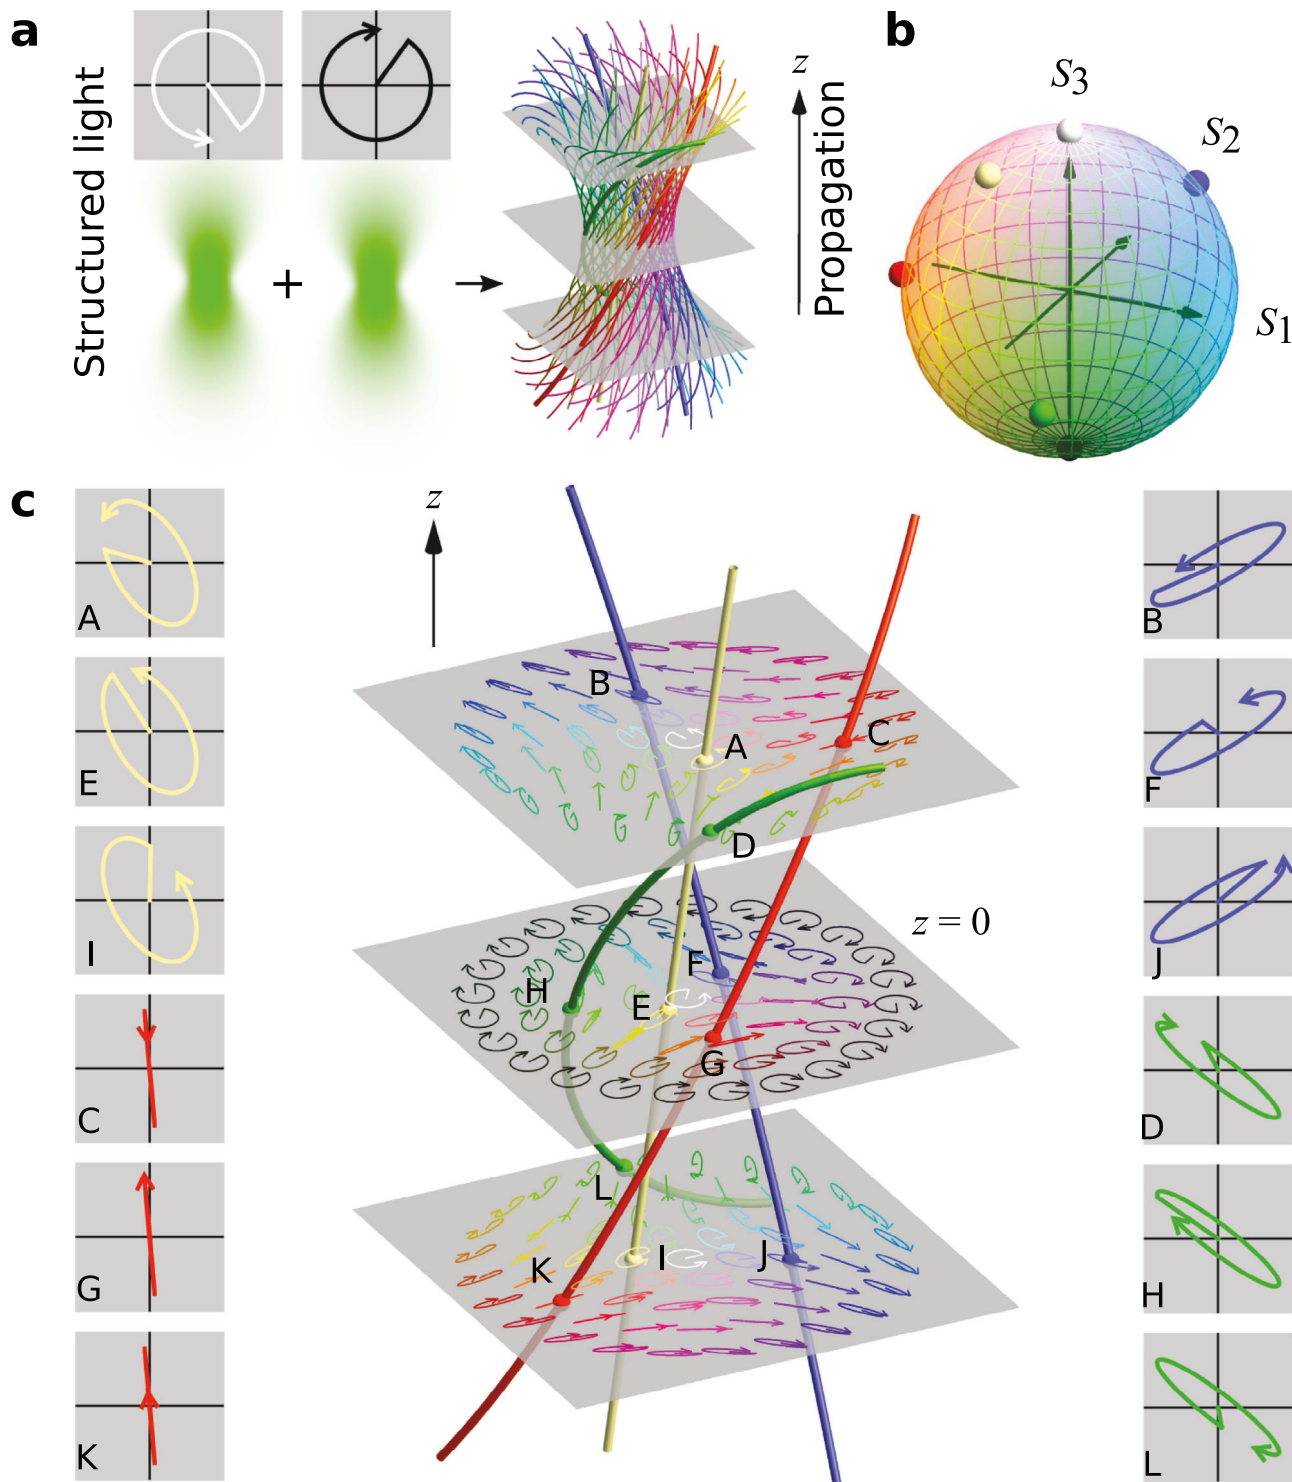 a
Structured light
+
z
Propagation
b
S3
S2
S1
c
z
A
E
I
C
G
K
B
A
C
D
z = 0
H
F
E
G
L
K
I
J
B
F
J
D
H
L